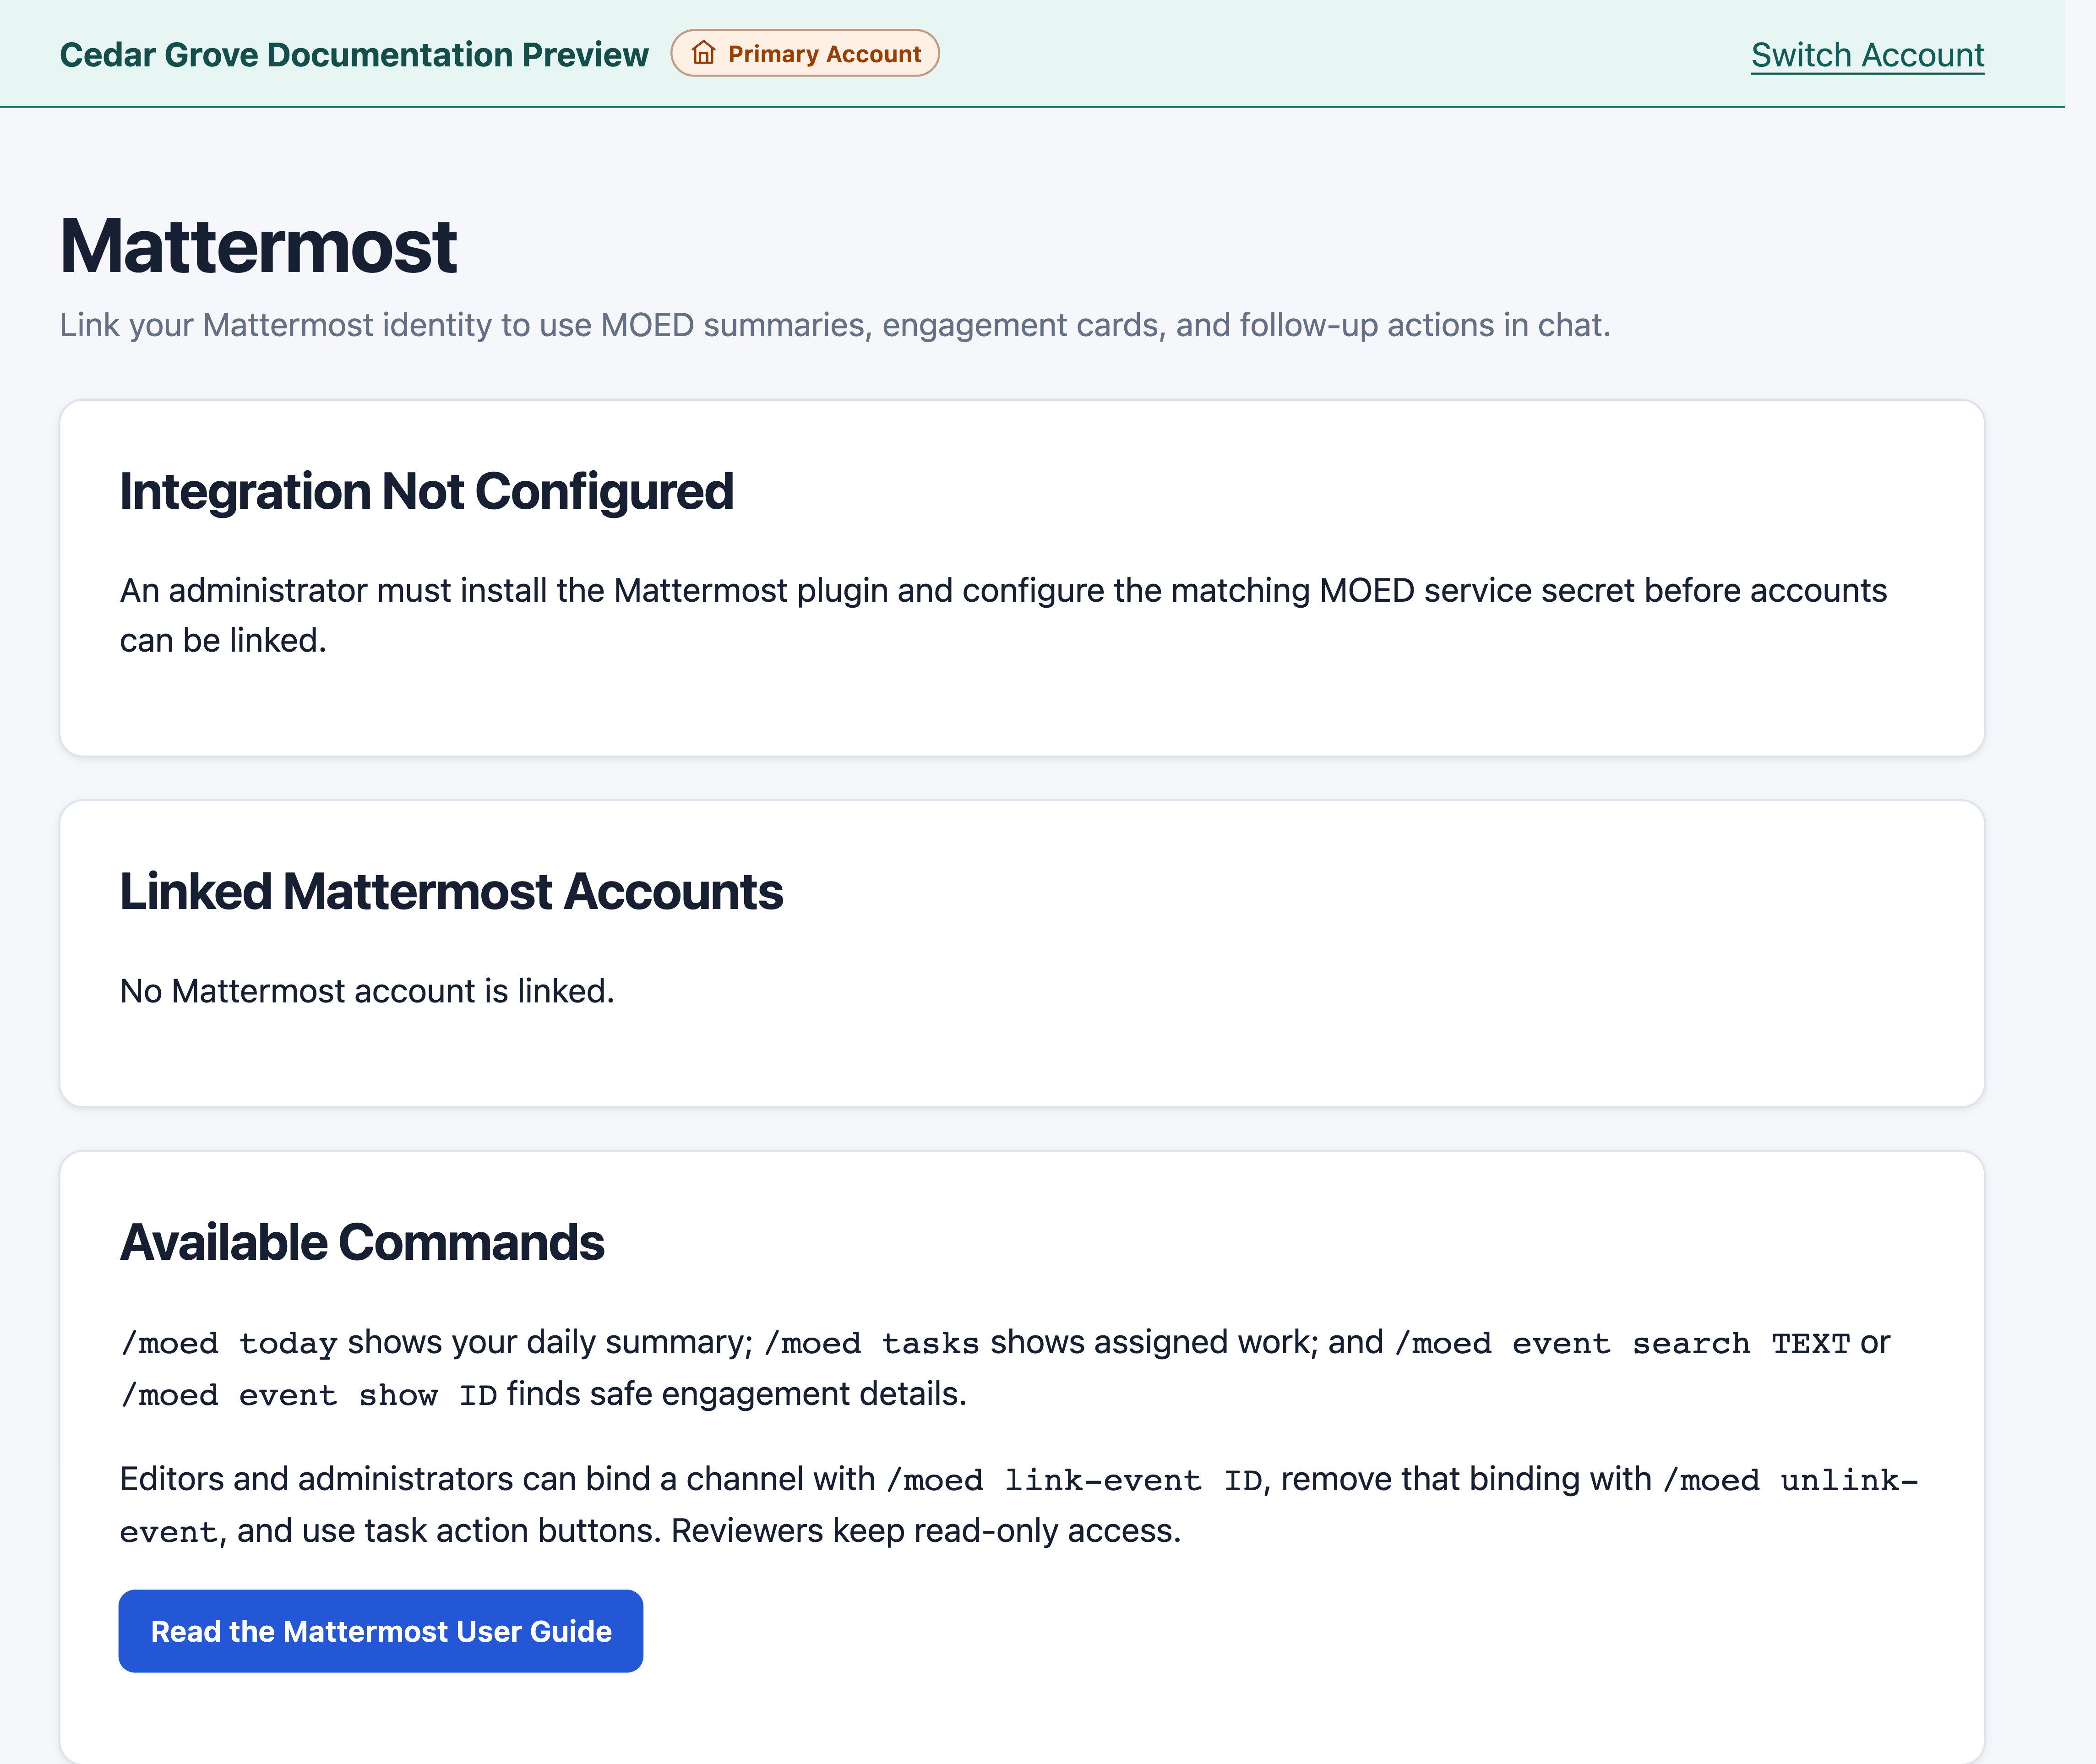 Cedar Grove Documentation Preview
Primary Account
Switch Account
Mattermost
Link your Mattermost identity to use MOED summaries, engagement cards, and follow-up actions in chat.
Integration Not Configured
An administrator must install the Mattermost plugin and configure the matching MOED service secret before accounts
can be linked.
Linked Mattermost Accounts
No Mattermost account is linked.
Available Commands
/moed today shows your daily summary; /moed tasks shows assigned work; and /moed event search TEXT or
/moed event show ID finds safe engagement details.
Editors and administrators can bind a channel with /moed link-event ID, remove that binding with /moed unlink-
event, and use task action buttons. Reviewers keep read-only access.
Read the Mattermost User Guide